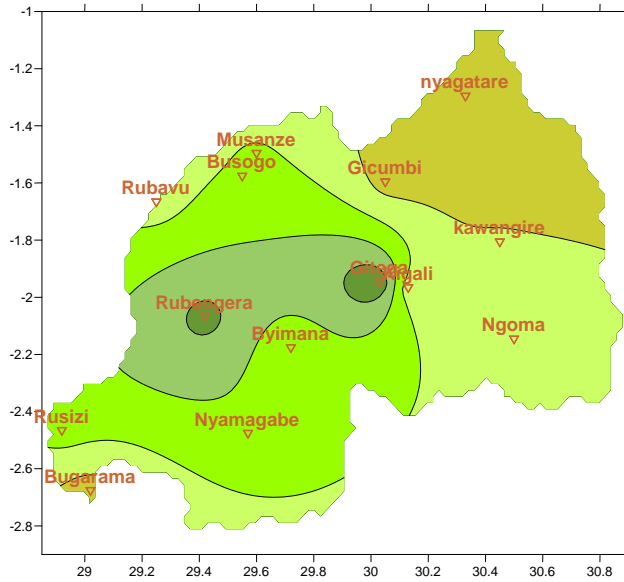 -1
-1.2
nyagatare
-1.4
Musanze
Busogo
Gicumbi
-1.6
Rubavu
kawangire
-1.8
Gitega
Kigali
-2
Rubengera
Ngoma
Byimana
-2.2
-2.4
Rusizi
Nyamagabe
-2.6
Bugarama
-2.8
29 29.2 29.4 29.6 29.8 30 30.2 30.4 30.6 30.8